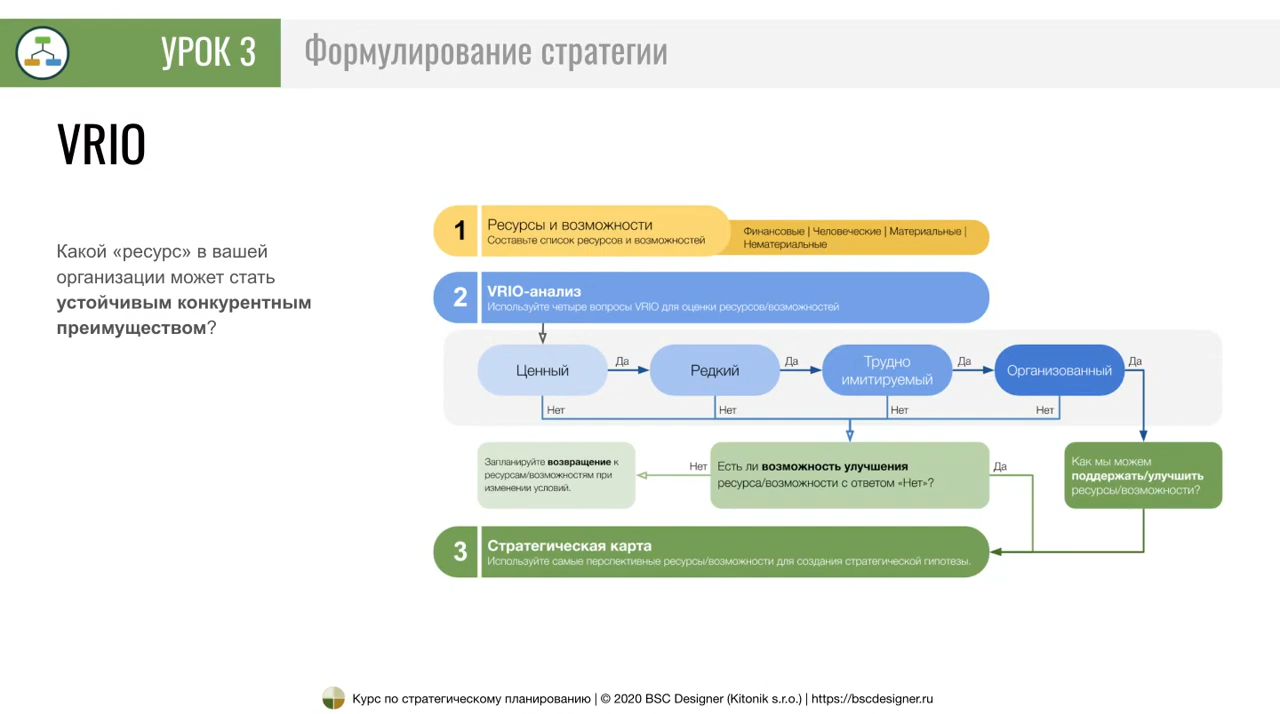 УРОК 3
Формулирование стратегии
VRIO
Какой «ресурс» в вашей
организации может стать
устойчивым конкурентным
преимуществом?
1
Ресурсы и возможности
Составьте список ресурсов и возможностей
Финансовые | Человеческие | Материальные |
Нематериальные
2
VRIO-анализ
Используйте четыре вопросы VRIO для оценки ресурсов/возможностей
Ценный
Да
Редкий
Да
Трудно
имитируемый
Да
Организованный
Да
Нет
Нет
Нет
Нет
Запланируйте возвращение к
ресурсам/возможностям при
изменении условий.
Нет
Есть ли возможность улучшения
ресурса/возможности с ответом «Нет»?
Да
Как мы можем
поддержать/улучшить
ресурсы/возможности?
3
Стратегическая карта
Используйте самые перспективные ресурсы/возможности для создания стратегической гипотезы.
Курс по стратегическому планированию | © 2020 BSC Designer (Kitonik s.r.o.) | https://bscdesigner.ru